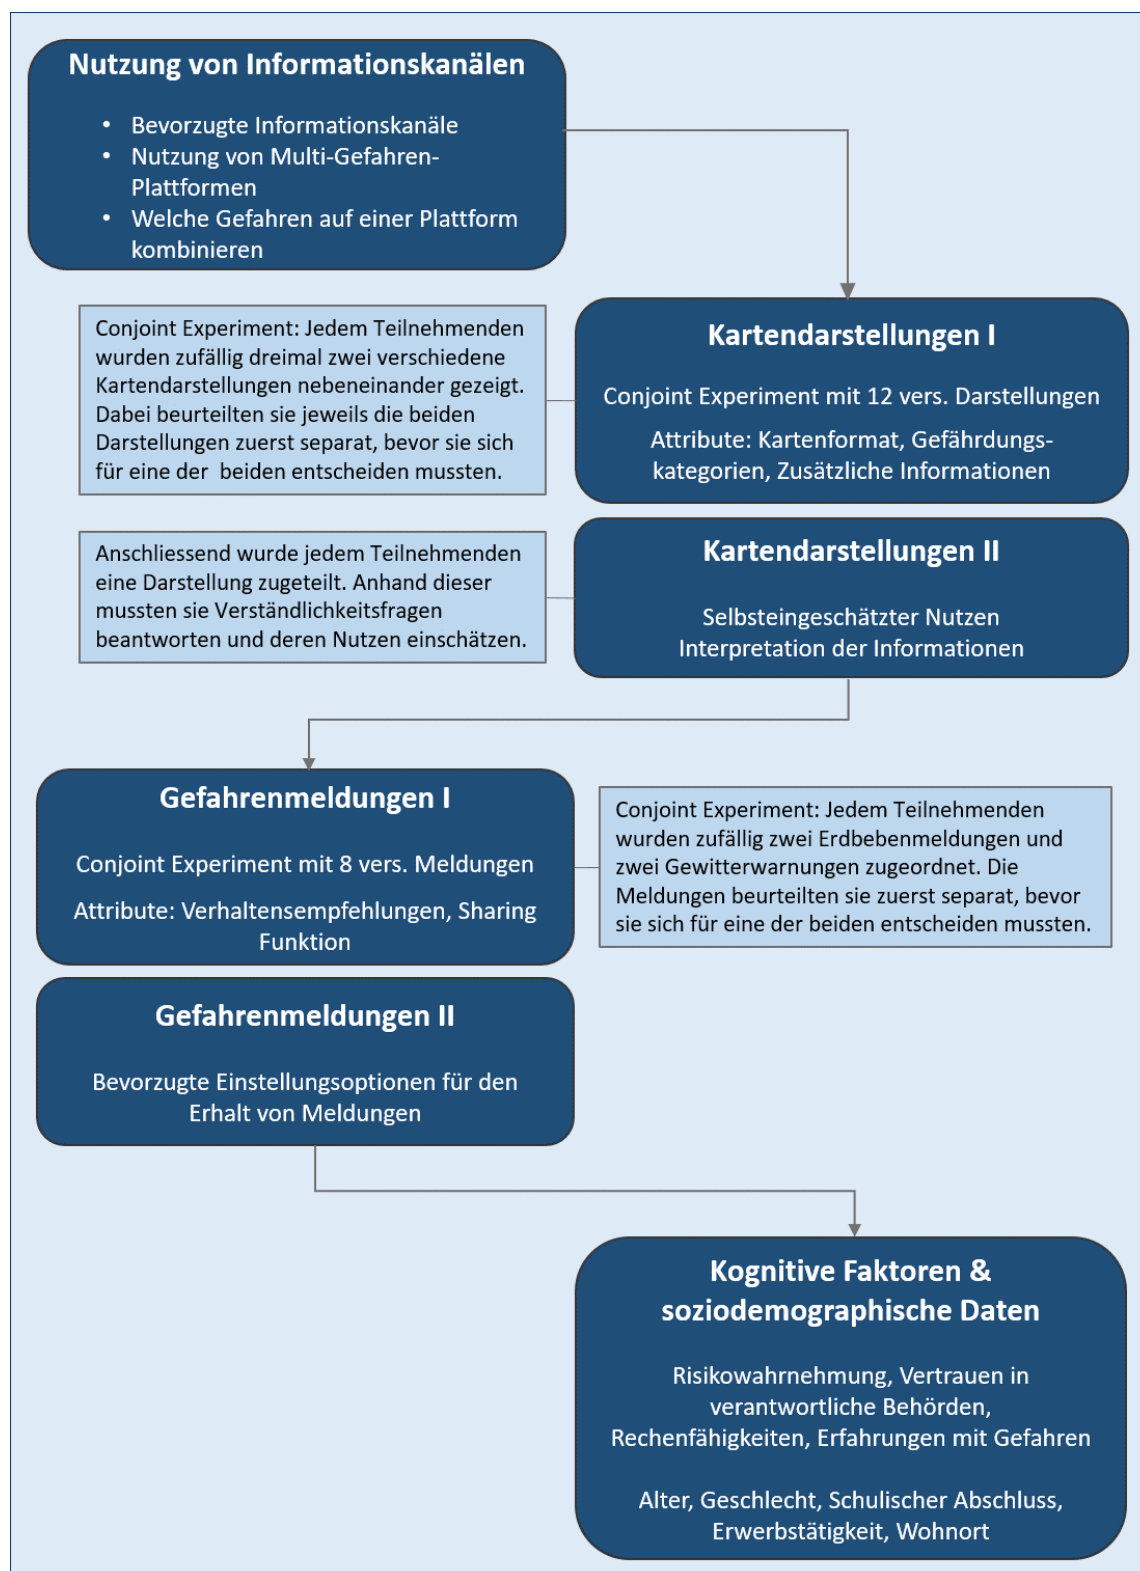 Nutzung von Informationskanälen
• Bevorzugte Informationskanäle
• Nutzung von Multi-Gefahren-
Plattformen
• Welche Gefahren auf einer Plattform
kombinieren
Conjoint Experiment: Jedem Teilnehmenden
wurden zufällig dreimal zwei verschiedene
Kartendarstellungen nebeneinander gezeigt.
Dabei beurteilten sie jeweils die beiden
Darstellungen zuerst separat, bevor sie sich
für eine der beiden entscheiden mussten.
Kartendarstellungen I
Conjoint Experiment mit 12 vers. Darstellungen
Attribute: Kartenformat, Gefährdungs-
kategorien, Zusätzliche Informationen
Anschliessend wurde jedem Teilnehmenden
eine Darstellung zugeteilt. Anhand dieser
mussten sie Verständlichkeitsfragen
beantworten und deren Nutzen einschätzen.
Kartendarstellungen II
Selbsteingeschätzter Nutzen
Interpretation der Informationen
Gefahrenmeldungen I
Conjoint Experiment mit 8 vers. Meldungen
Attribute: Verhaltensempfehlungen, Sharing
Funktion
Conjoint Experiment: Jedem Teilnehmenden
wurden zufällig zwei Erdbebenmeldungen und
zwei Gewitterwarnungen zugeordnet. Die
Meldungen beurteilten sie zuerst separat, bevor
sie sich für eine der beiden entscheiden mussten.
Gefahrenmeldungen II
Bevorzugte Einstellungsoptionen für den
Erhalt von Meldungen
Kognitive Faktoren &
soziodemographische Daten
Risikowahrnehmung, Vertrauen in
verantwortliche Behörden,
Rechenfähigkeiten, Erfahrungen mit Gefahren
Alter, Geschlecht, Schulischer Abschluss,
Erwerbstätigkeit, Wohnort